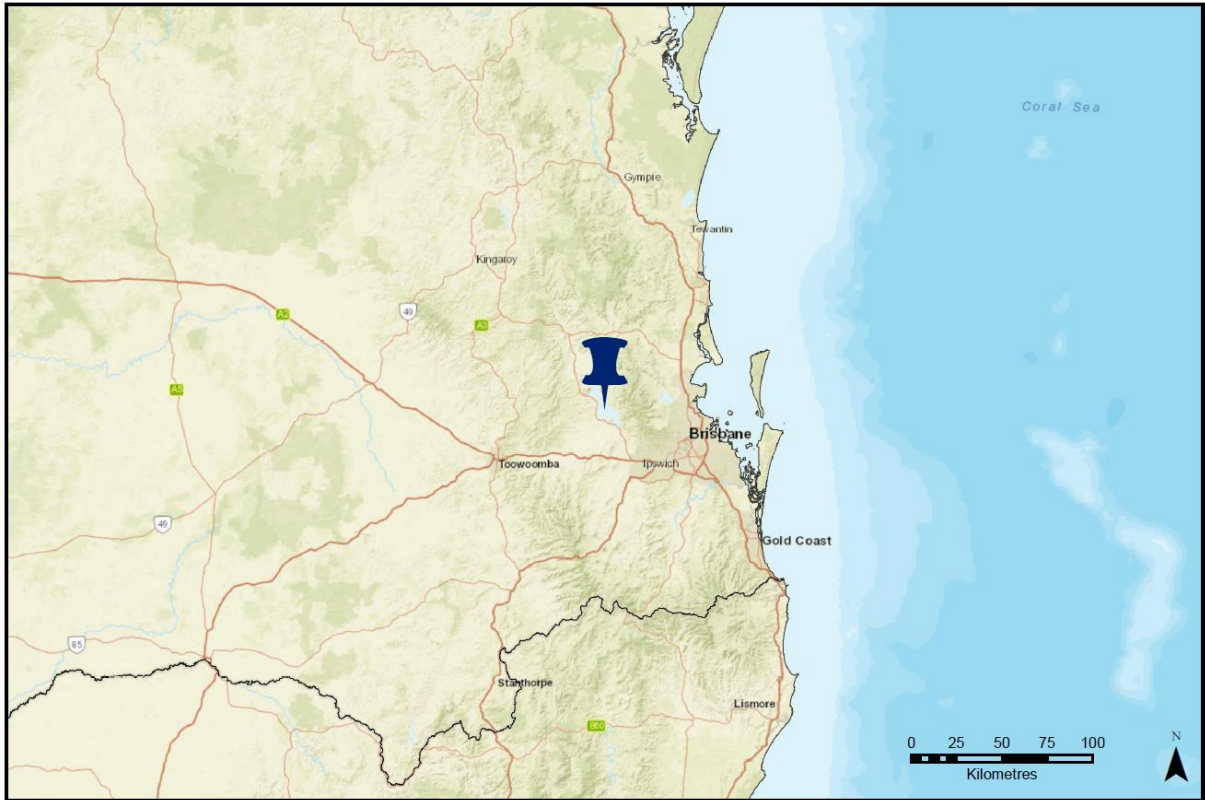 Coral Sea
Gympie
Tewantin
Kingaroy
49
A2
A3
A5
Brisbane
Toowoomba
Ipswich
49
Gold Coast
85
Stanthorpe
Lismore
B60
0 25 50 75 100
Kilometres
N